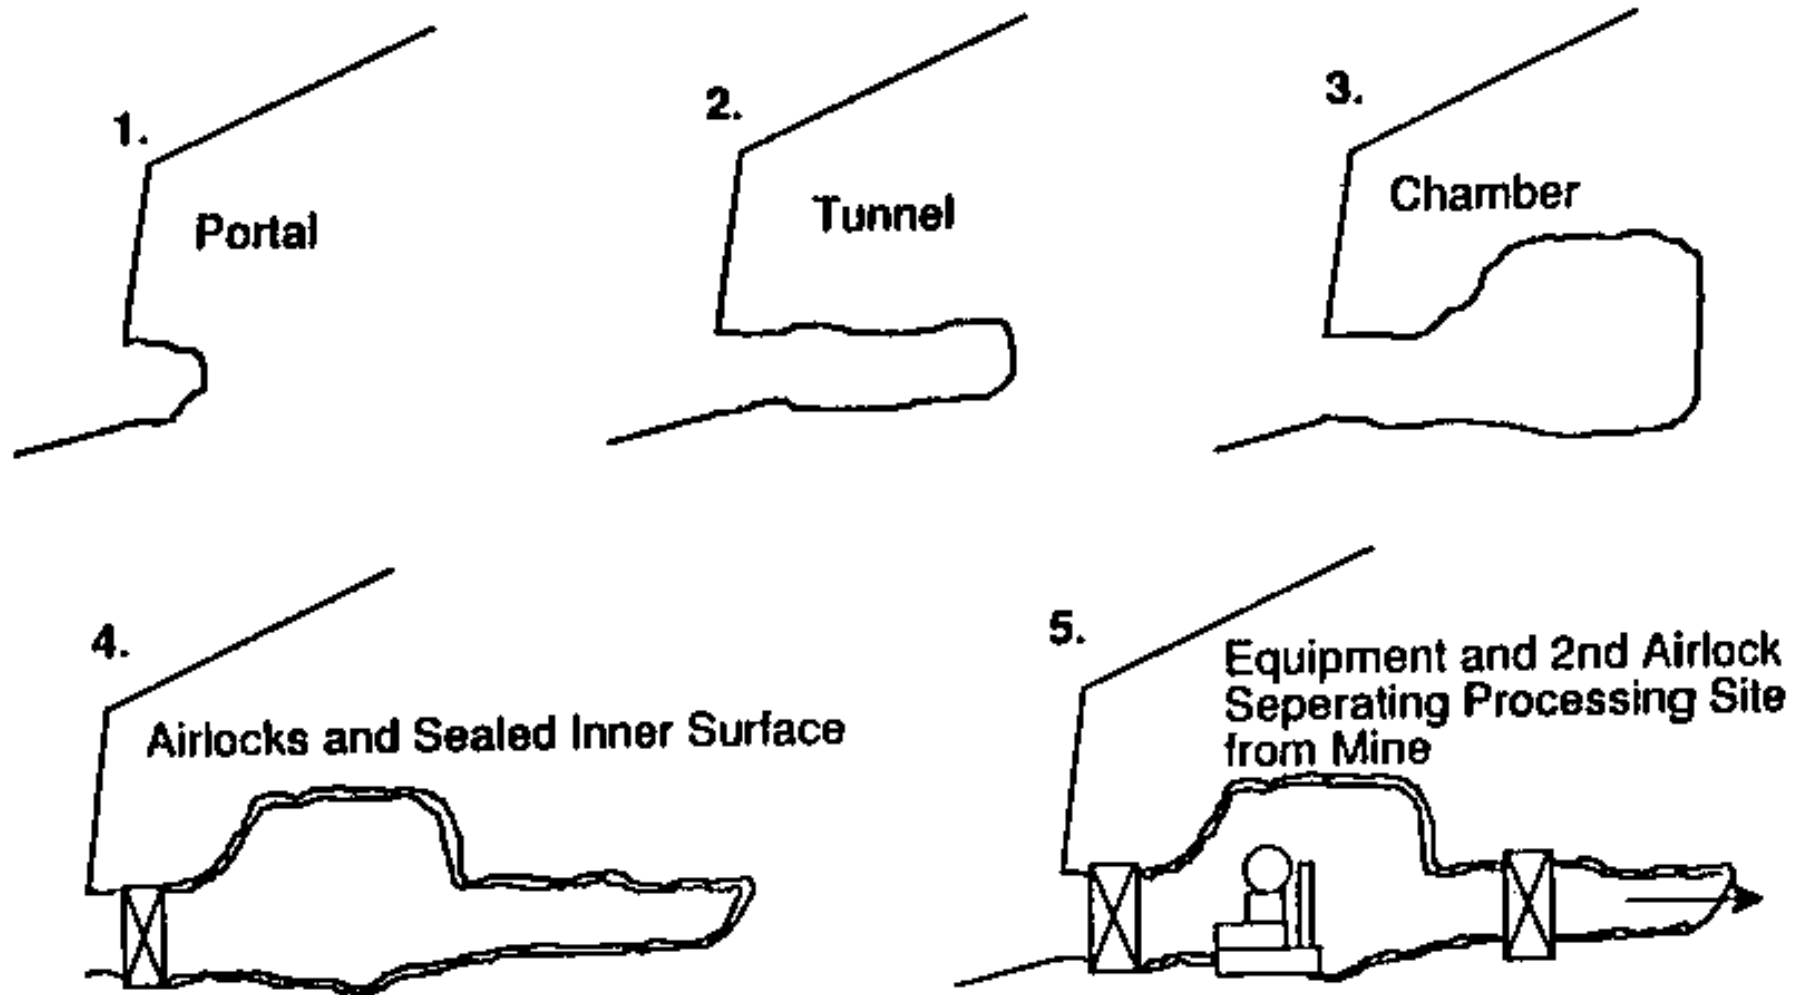 1.
Portal
2.
Tunnel
3.
Chamber
4.
Airlocks and Sealed Inner Surface
5.
Equipment and 2nd Airlock
Seperating Processing Site
from Mine